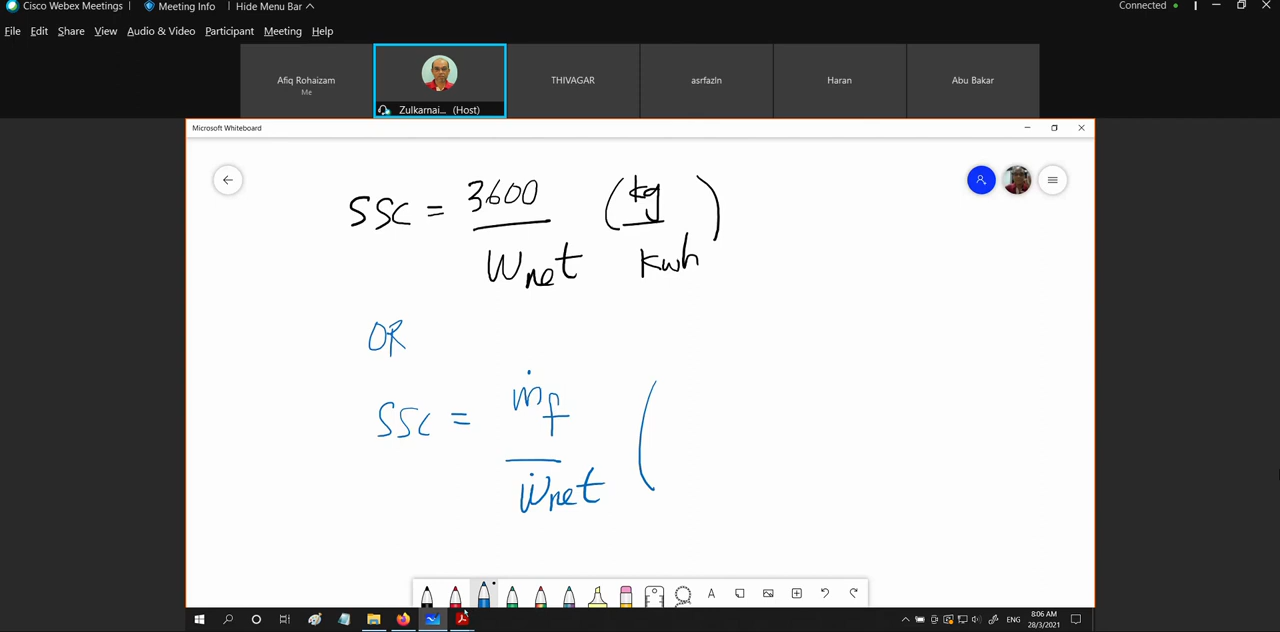 Cisco Webex Meetings | Meeting Info | Hide Menu Bar
Connected
File Edit Share View Audio & Video Participant Meeting Help
Afiq Rohaizam
Me
Zulkarnai... (Host)
THIVAGAR
asrfazln
Haran
Abu Bakar
Microsoft Whiteboard
SSC = 3600 / Wnet (kg / kwh)
OR
SSC = ṁf / Ẇnet (
A
8:06 AM
ENG
28/3/2021